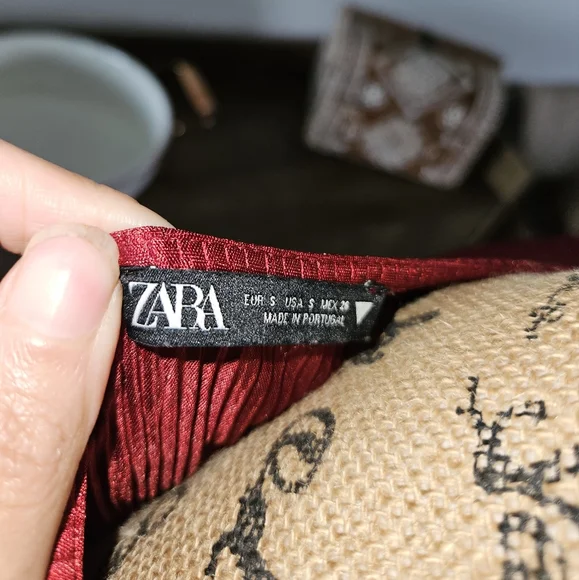 ZARA
EUR S USA S MEX 26
MADE IN PORTUGAL